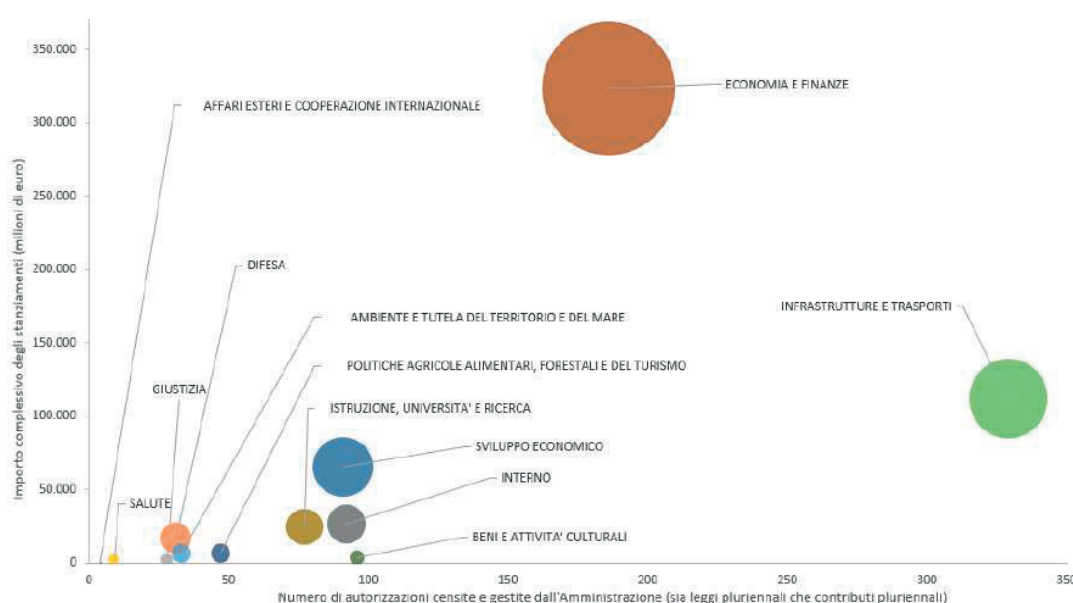 350.000
ECONOMIA E FINANZE
AFFARI ESTERI E COOPERAZIONE INTERNAZIONALE
300.000
250.000
DIFESA
200.000
INFRASTRUTTURE E TRASPORTI
AMBIENTE E TUTELA DEL TERRITORIO E DEL MARE
150.000
POLITICHE AGRICOLE ALIMENTARI, FORESTALI E DEL TURISMO
GIUSTIZIA
ISTRUZIONE, UNIVERSITA' E RICERCA
100.000
SVILUPPO ECONOMICO
INTERNO
50.000
SALUTE
BENI E ATTIVITA' CULTURALI
0
0 50 100 150 200 250 300 350
Importo complessivo degli stanziamenti (milioni di euro)
Numero di autorizzazioni censite e gestite dall'Amministrazione (sia leggi pluriennali che contributi pluriennali)